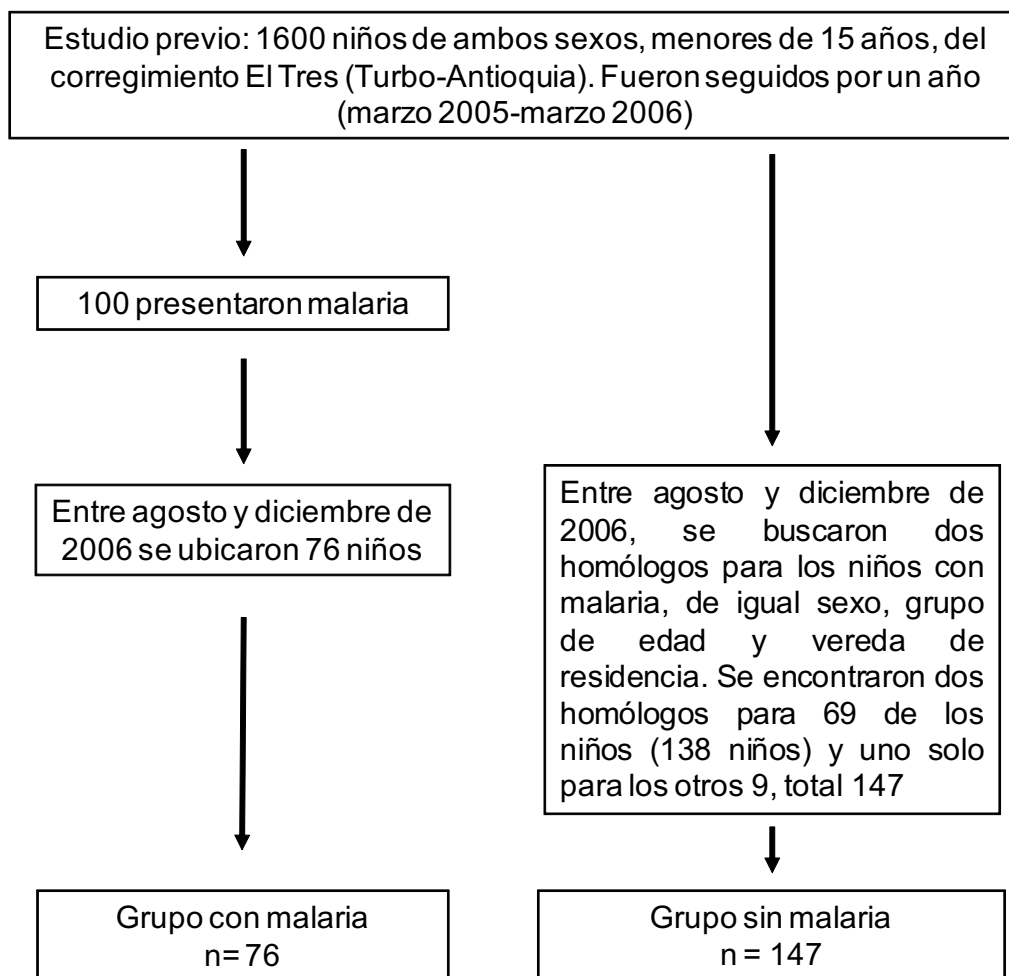 Estudio previo: 1600 niños de ambos sexos, menores de 15 años, del
corregimiento El Tres (Turbo-Antioquia). Fueron seguidos por un año
(marzo 2005-marzo 2006)
100 presentaron malaria
Entre agosto y diciembre de
2006 se ubicaron 76 niños
Entre agosto y diciembre de
2006, se buscaron dos
homólogos para los niños con
malaria, de igual sexo, grupo
de edad y vereda de
residencia. Se encontraron dos
homólogos para 69 de los
niños (138 niños) y uno solo
para los otros 9, total 147
Grupo con malaria
n= 76
Grupo sin malaria
n = 147